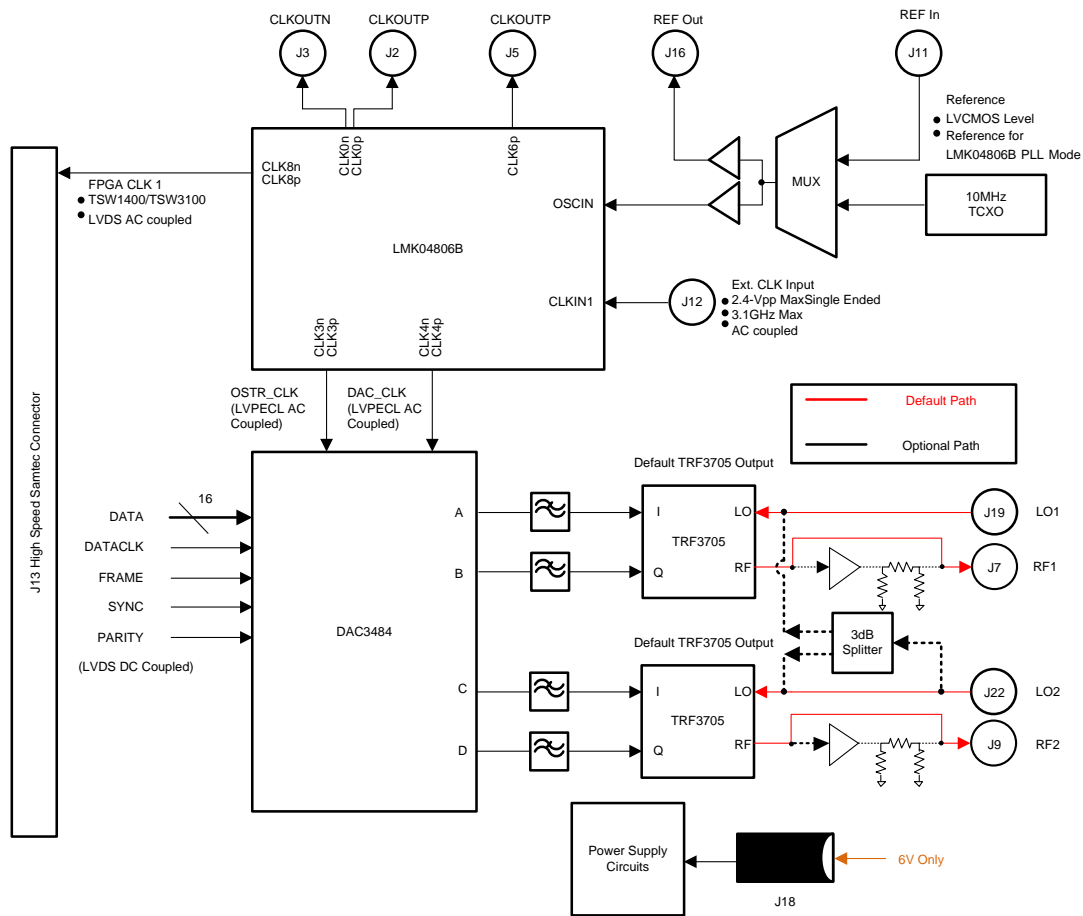 CLKOUTN
CLKOUTP
CLKOUTP
REF Out
REF In
J3
J2
J5
J16
J11
Reference
LVCMOS Level
Reference for
LMK04806B PLL Mode
CLK0n
CLK0p
CLK6p
CLK8n
CLK8p
FPGA CLK 1
TSW1400/TSW3100
LVDS AC coupled
OSCIN
MUX
10MHz
TCXO
LMK04806B
CLKIN1
J12
Ext. CLK Input
2.4-Vpp MaxSingle Ended
3.1GHz Max
AC coupled
CLK3n
CLK3p
CLK4n
CLK4p
OSTR_CLK
(LVPECL AC
Coupled)
DAC_CLK
(LVPECL AC
Coupled)
Default Path
Optional Path
J13 High Speed Samtec Connector
Default TRF3705 Output
16
DATA
DATACLK
FRAME
SYNC
PARITY
(LVDS DC Coupled)
DAC3484
A
B
C
D
I
LO
TRF3705
Q
RF
J19
LO1
J7
RF1
3dB
Splitter
Default TRF3705 Output
I
LO
TRF3705
Q
RF
J22
LO2
J9
RF2
Power Supply
Circuits
6V Only
J18